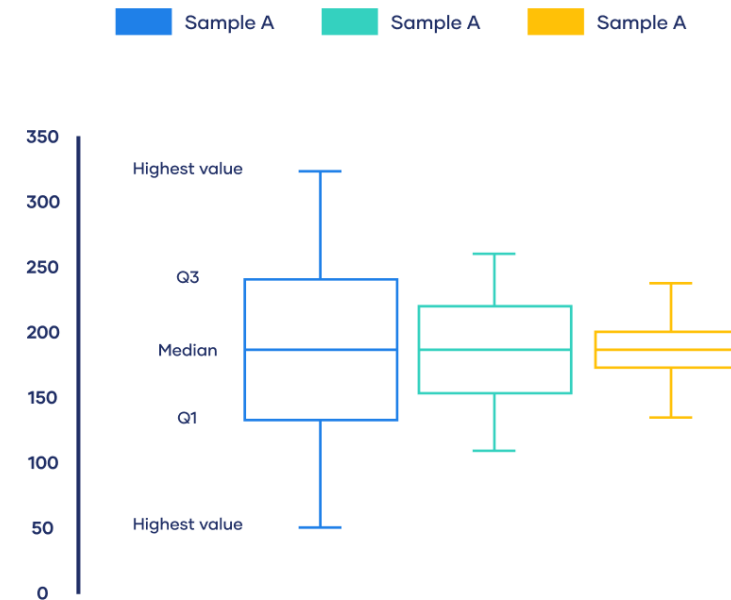 Sample A
Sample A
Sample A
350
Highest value
300
250
Q3
200
Median
150
Q1
100
50
Highest value
0